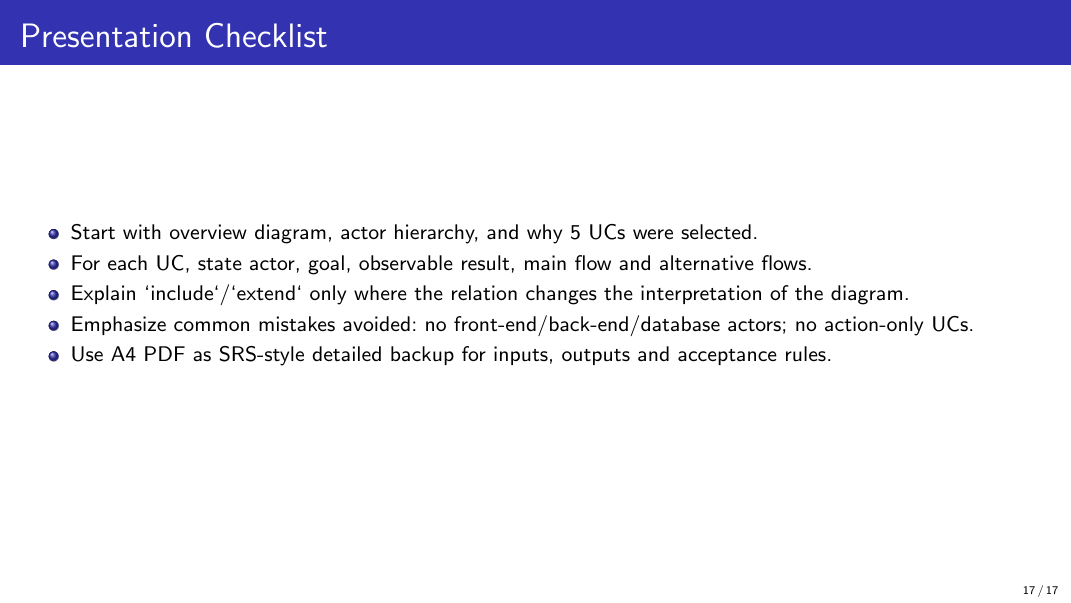 Presentation Checklist
Start with overview diagram, actor hierarchy, and why 5 UCs were selected.
For each UC, state actor, goal, observable result, main flow and alternative flows.
Explain ‘include‘/‘extend‘ only where the relation changes the interpretation of the diagram.
Emphasize common mistakes avoided: no front-end/back-end/database actors; no action-only UCs.
Use A4 PDF as SRS-style detailed backup for inputs, outputs and acceptance rules.
17 / 17